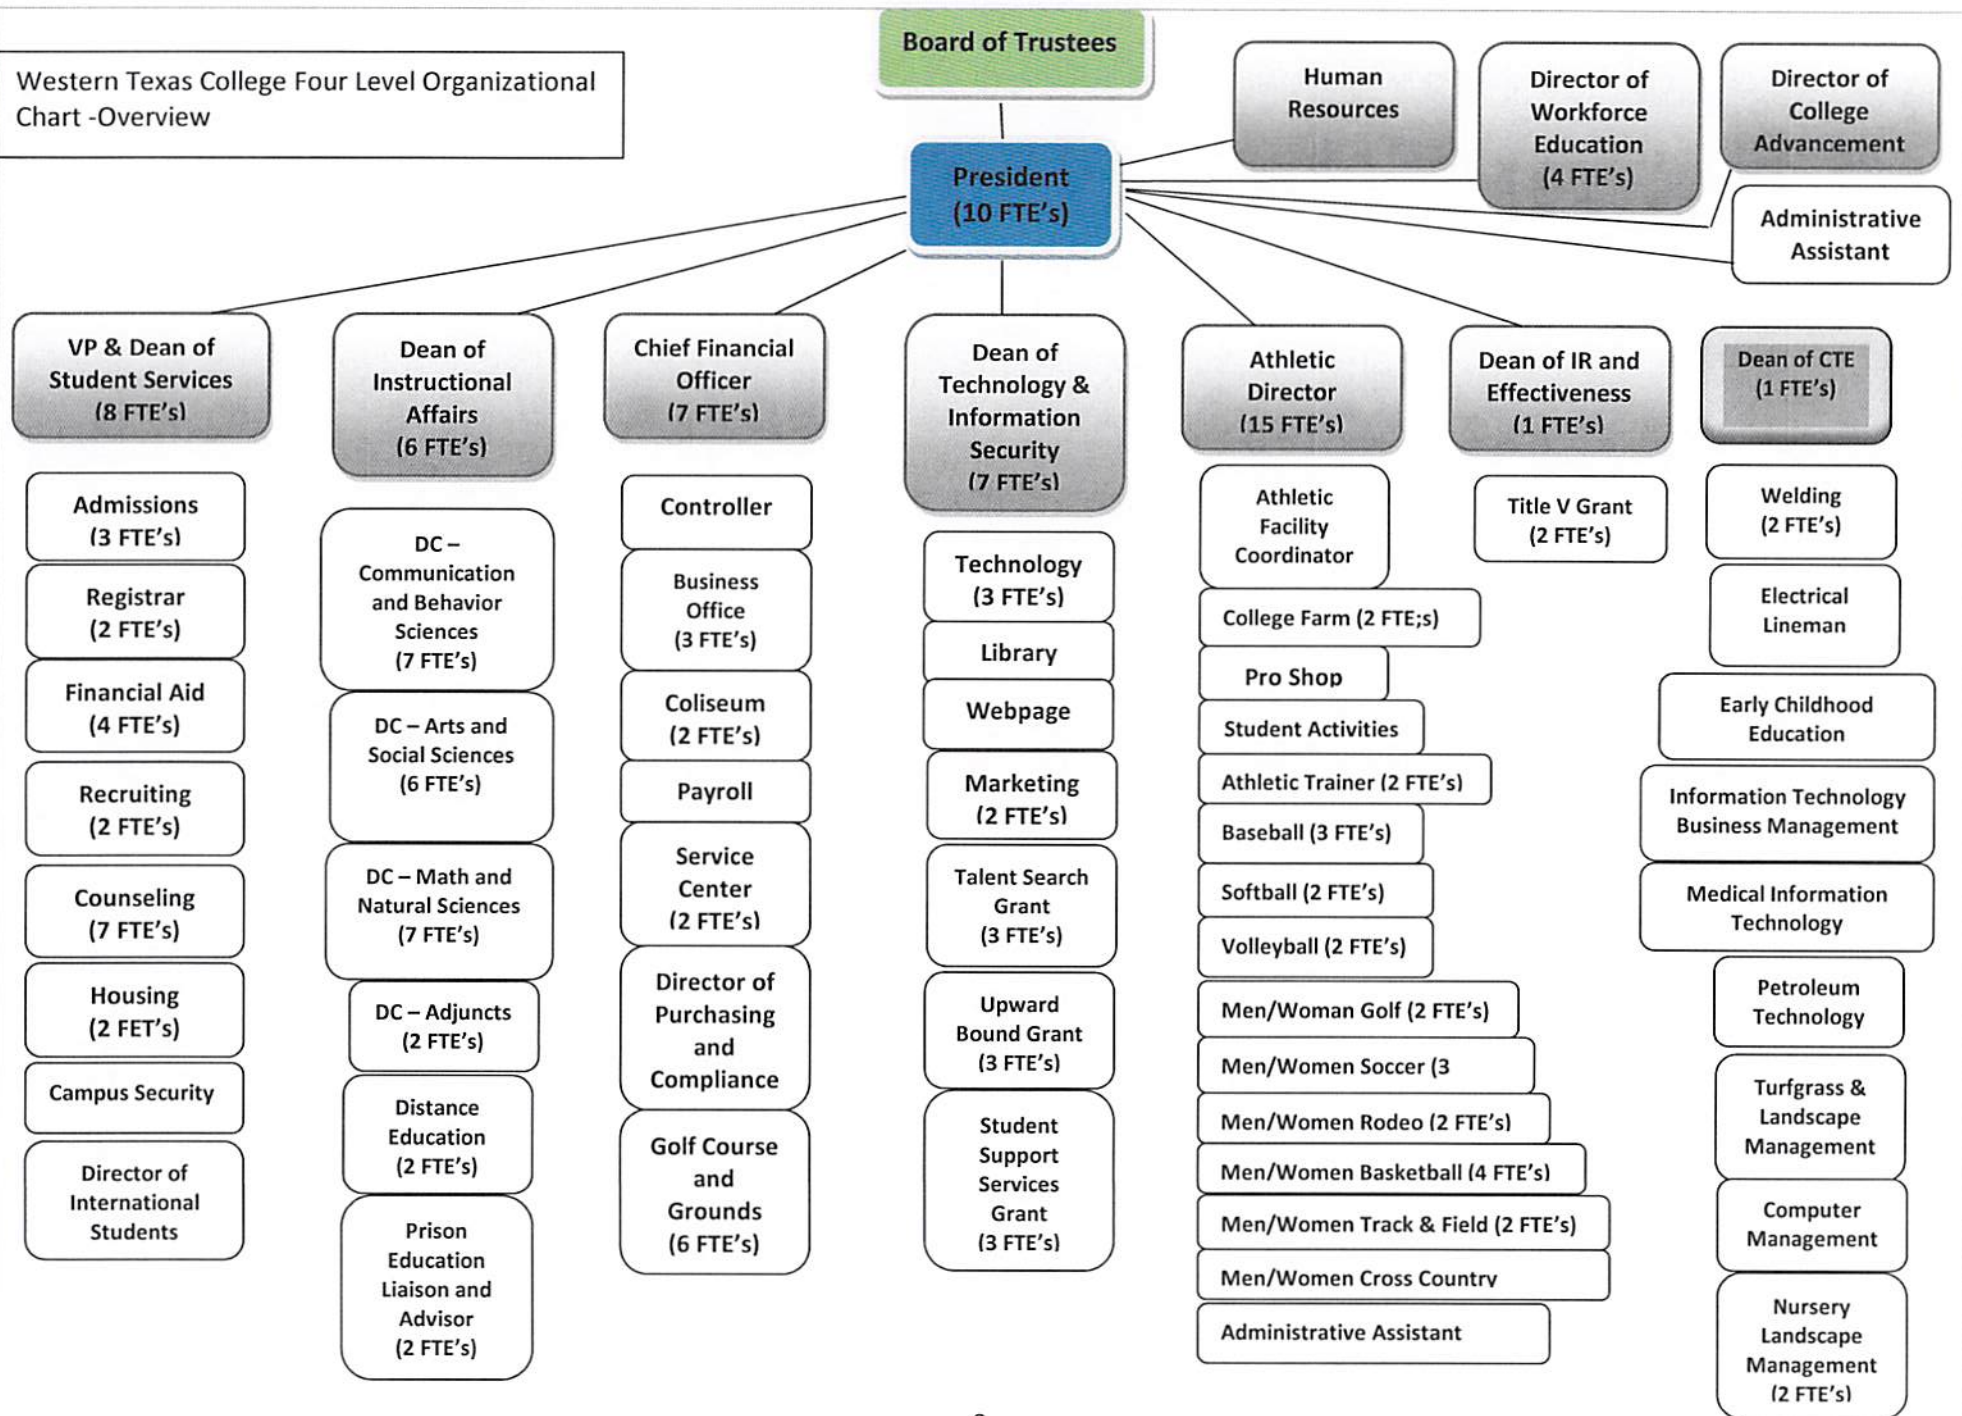 Western Texas College Four Level Organizational
Chart -Overview
Board of Trustees
President
(10 FTE's)
Human
Resources
Director of
Workforce
Education
(4 FTE's)
Director of
College
Advancement
Administrative
Assistant
VP & Dean of
Student Services
(8 FTE's)
Admissions
(3 FTE's)
Registrar
(2 FTE's)
Financial Aid
(4 FTE's)
Recruiting
(2 FTE's)
Counseling
(7 FTE's)
Housing
(2 FET's)
Campus Security
Director of
International
Students
Dean of
Instructional
Affairs
(6 FTE's)
DC –
Communication
and Behavior
Sciences
(7 FTE's)
DC – Arts and
Social Sciences
(6 FTE's)
DC – Math and
Natural Sciences
(7 FTE's)
DC – Adjuncts
(2 FTE's)
Distance
Education
(2 FTE's)
Prison
Education
Liaison and
Advisor
(2 FTE's)
Chief Financial
Officer
(7 FTE's)
Controller
Business
Office
(3 FTE's)
Coliseum
(2 FTE's)
Payroll
Service
Center
(2 FTE's)
Director of
Purchasing
and
Compliance
Golf Course
and
Grounds
(6 FTE's)
Dean of
Technology &
Information
Security
(7 FTE's)
Technology
(3 FTE's)
Library
Webpage
Marketing
(2 FTE's)
Talent Search
Grant
(3 FTE's)
Upward
Bound Grant
(3 FTE's)
Student
Support
Services
Grant
(3 FTE's)
Athletic
Director
(15 FTE's)
Athletic
Facility
Coordinator
College Farm (2 FTE;s)
Pro Shop
Student Activities
Athletic Trainer (2 FTE's)
Baseball (3 FTE's)
Softball (2 FTE's)
Volleyball (2 FTE's)
Men/Woman Golf (2 FTE's)
Men/Women Soccer (3
Men/Women Rodeo (2 FTE's)
Men/Women Basketball (4 FTE's)
Men/Women Track & Field (2 FTE's)
Men/Women Cross Country
Administrative Assistant
Dean of IR and
Effectiveness
(1 FTE's)
Title V Grant
(2 FTE's)
Dean of CTE
(1 FTE's)
Welding
(2 FTE's)
Electrical
Lineman
Early Childhood
Education
Information Technology
Business Management
Medical Information
Technology
Petroleum
Technology
Turfgrass &
Landscape
Management
Computer
Management
Nursery
Landscape
Management
(2 FTE's)